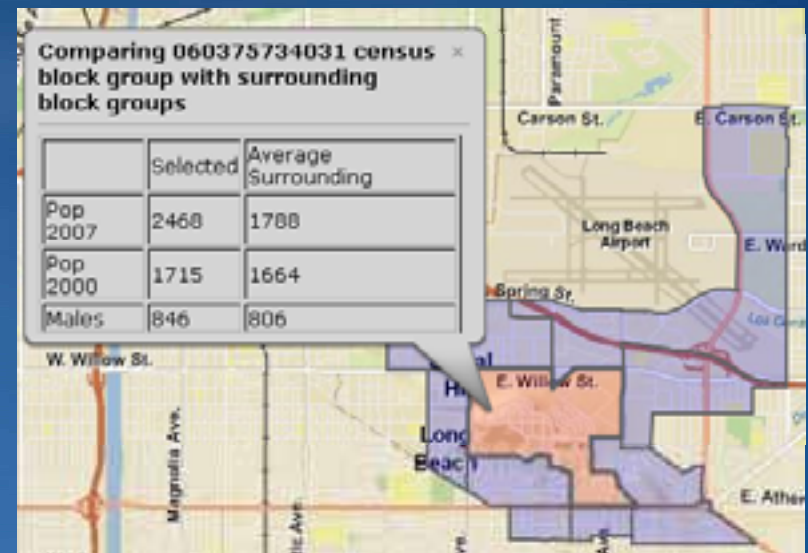 Comparing 060375734031 census ×
block group with surrounding
block groups
Selected Average Surrounding
Pop 2007 2468 1788
Pop 2000 1715 1664
Males 846 806
Paramount
Carson St.
E. Carson St.
Long Beach
Airport
E. Ward
Spring St.
W. Willow St.
E. Willow St.
Long
Beach
Magnolia Ave.
E. Ather